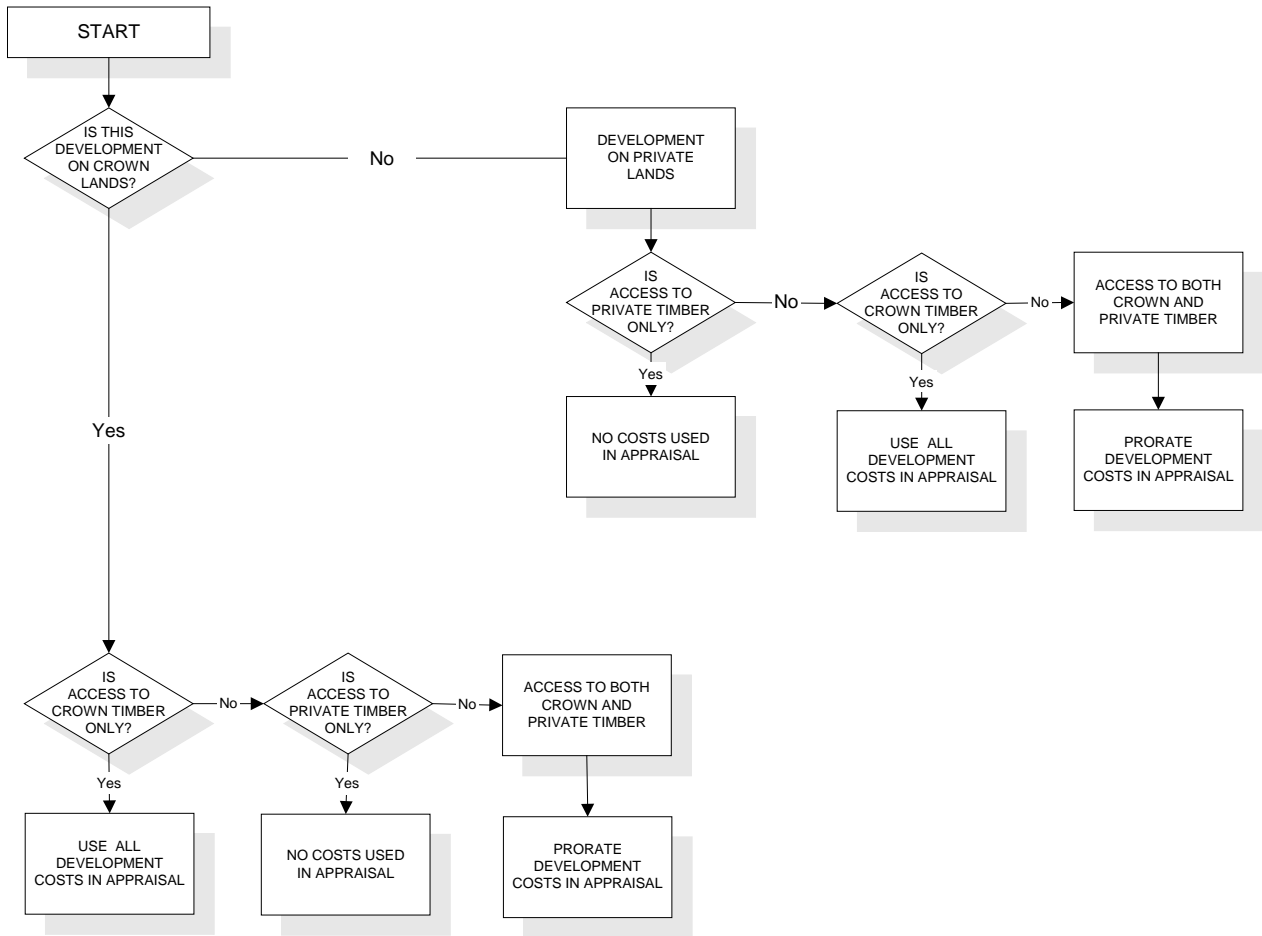 START
IS THIS
DEVELOPMENT
ON CROWN
LANDS?
No
DEVELOPMENT
ON PRIVATE
LANDS
IS
ACCESS TO
PRIVATE TIMBER
ONLY?
No
IS
ACCESS TO
CROWN TIMBER
ONLY?
No
ACCESS TO BOTH
CROWN AND
PRIVATE TIMBER
Yes
Yes
NO COSTS USED
IN APPRAISAL
USE ALL
DEVELOPMENT
COSTS IN APPRAISAL
PRORATE
DEVELOPMENT
COSTS IN APPRAISAL
Yes
IS
ACCESS TO
CROWN TIMBER
ONLY?
No
IS
ACCESS TO
PRIVATE TIMBER
ONLY?
No
ACCESS TO BOTH
CROWN AND
PRIVATE TIMBER
Yes
Yes
USE ALL
DEVELOPMENT
COSTS IN APPRAISAL
NO COSTS USED
IN APPRAISAL
PRORATE
DEVELOPMENT
COSTS IN APPRAISAL